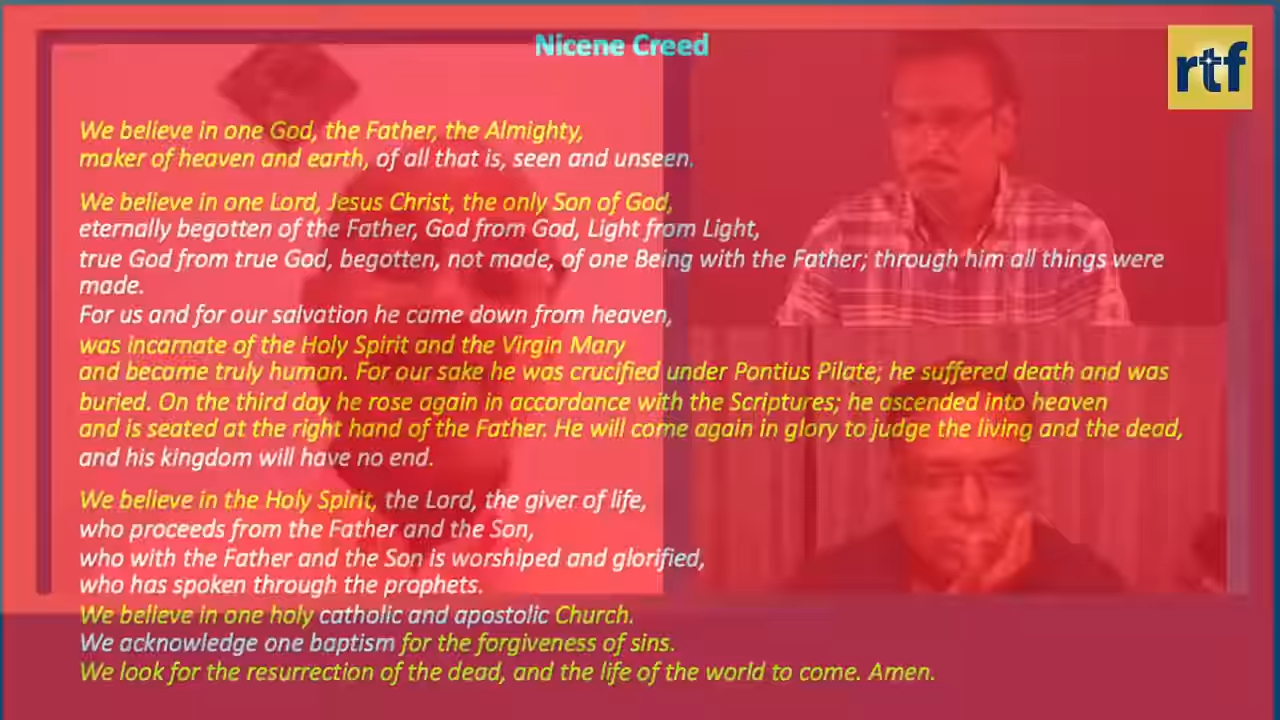 Nicene Creed
rtf
We believe in one God, the Father, the Almighty,
maker of heaven and earth, of all that is, seen and unseen.
We believe in one Lord, Jesus Christ, the only Son of God,
eternally begotten of the Father, God from God, Light from Light,
true God from true God, begotten, not made, of one Being with the Father; through him all things were
made.
For us and for our salvation he came down from heaven,
was incarnate of the Holy Spirit and the Virgin Mary
and became truly human. For our sake he was crucified under Pontius Pilate; he suffered death and was
buried. On the third day he rose again in accordance with the Scriptures; he ascended into heaven
and is seated at the right hand of the Father. He will come again in glory to judge the living and the dead,
and his kingdom will have no end.
We believe in the Holy Spirit, the Lord, the giver of life,
who proceeds from the Father and the Son,
who with the Father and the Son is worshiped and glorified,
who has spoken through the prophets.
We believe in one holy catholic and apostolic Church.
We acknowledge one baptism for the forgiveness of sins.
We look for the resurrection of the dead, and the life of the world to come. Amen.